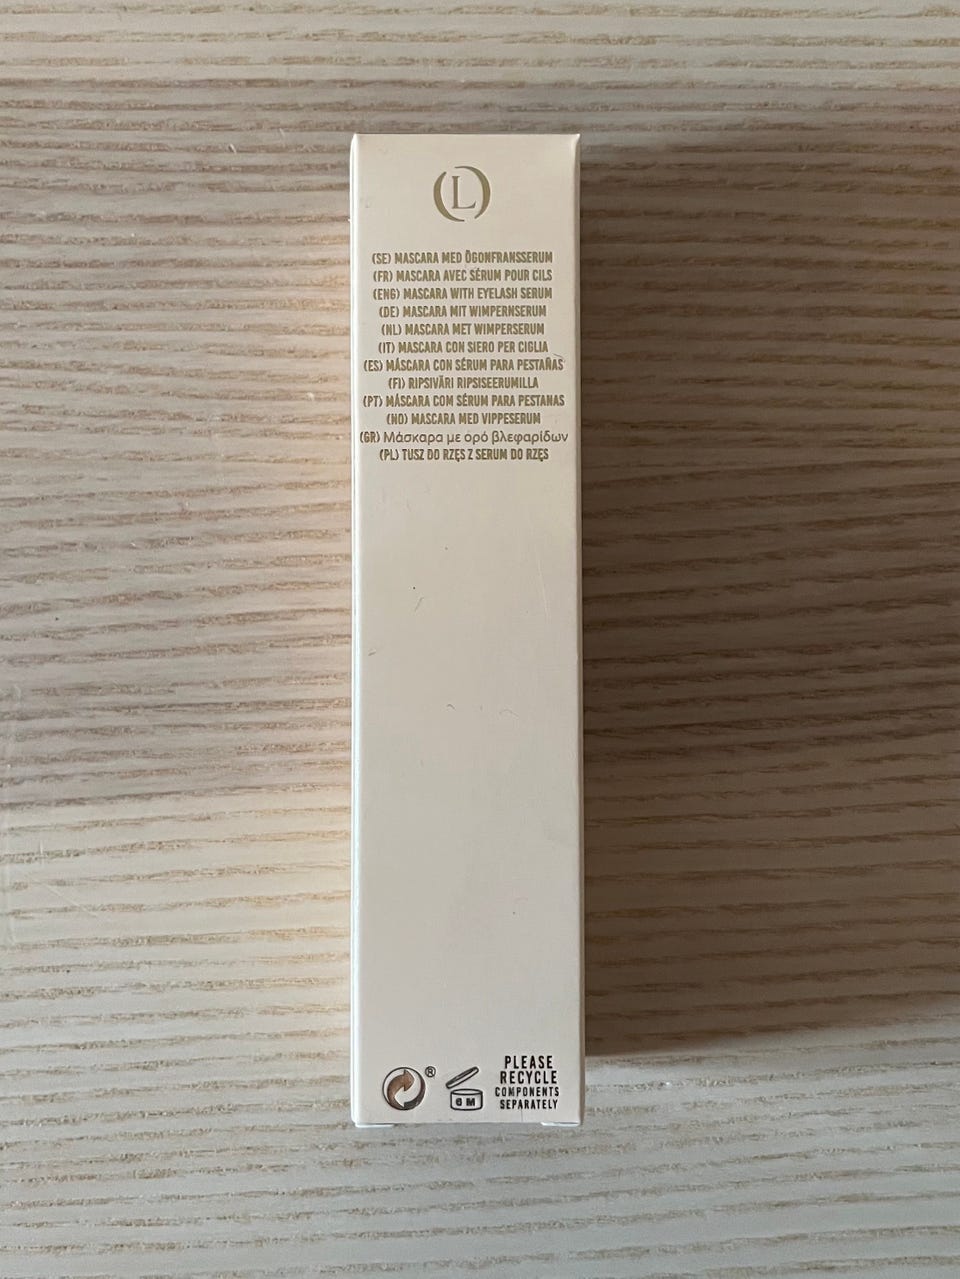 L
(SE) MASCARA MED ÖGONFRANSSERUM
(FR) MASCARA AVEC SÉRUM POUR CILS
(ENG) MASCARA WITH EYELASH SERUM
(DE) MASCARA MIT WIMPERNSERUM
(NL) MASCARA MET WIMPERSERUM
(IT) MASCARA CON SIERO PER CIGLIA
(ES) MÁSCARA CON SÉRUM PARA PESTAÑAS
(FI) RIPSIVÄRI RIPSISEERUMILLA
(PT) MÁSCARA COM SÉRUM PARA PESTANAS
(NO) MASCARA MED VIPPESERUM
(GR) Μάσκαρα με ορό βλεφαρίδων
(PL) TUSZ DO RZĘS Z SERUM DO RZĘS
®
6 M
PLEASE
RECYCLE
COMPONENTS
SEPARATELY